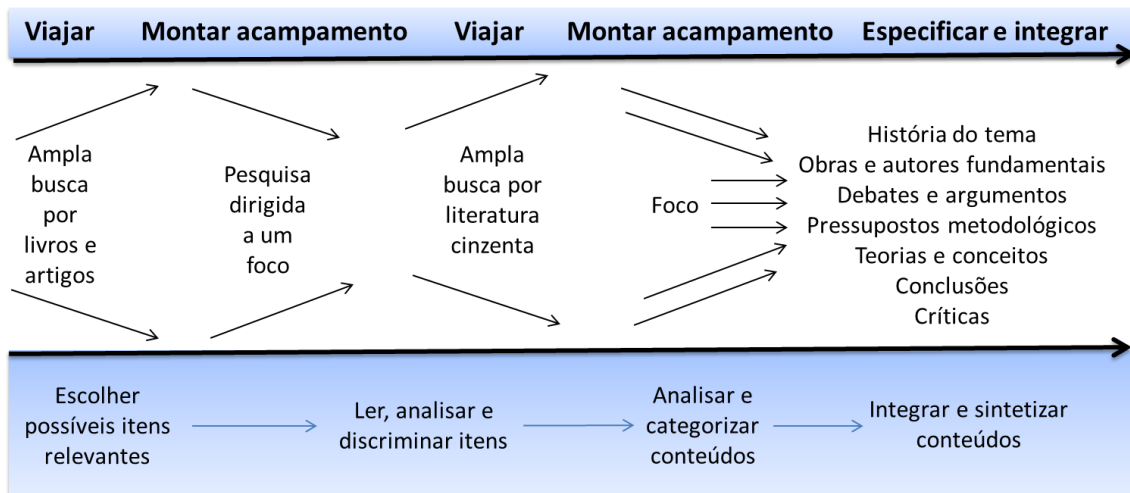 Viajar
Montar acampamento
Viajar
Montar acampamento
Especificar e integrar
Ampla
busca
por
livros e
artigos
Pesquisa
dirigida
a um
foco
Ampla
busca por
literatura
cinzenta
Foco
História do tema
Obras e autores fundamentais
Debates e argumentos
Pressupostos metodológicos
Teorias e conceitos
Conclusões
Críticas
Escolher
possíveis itens
relevantes
Ler, analisar e
discriminar itens
Analisar e
categorizar
conteúdos
Integrar e sintetizar
conteúdos